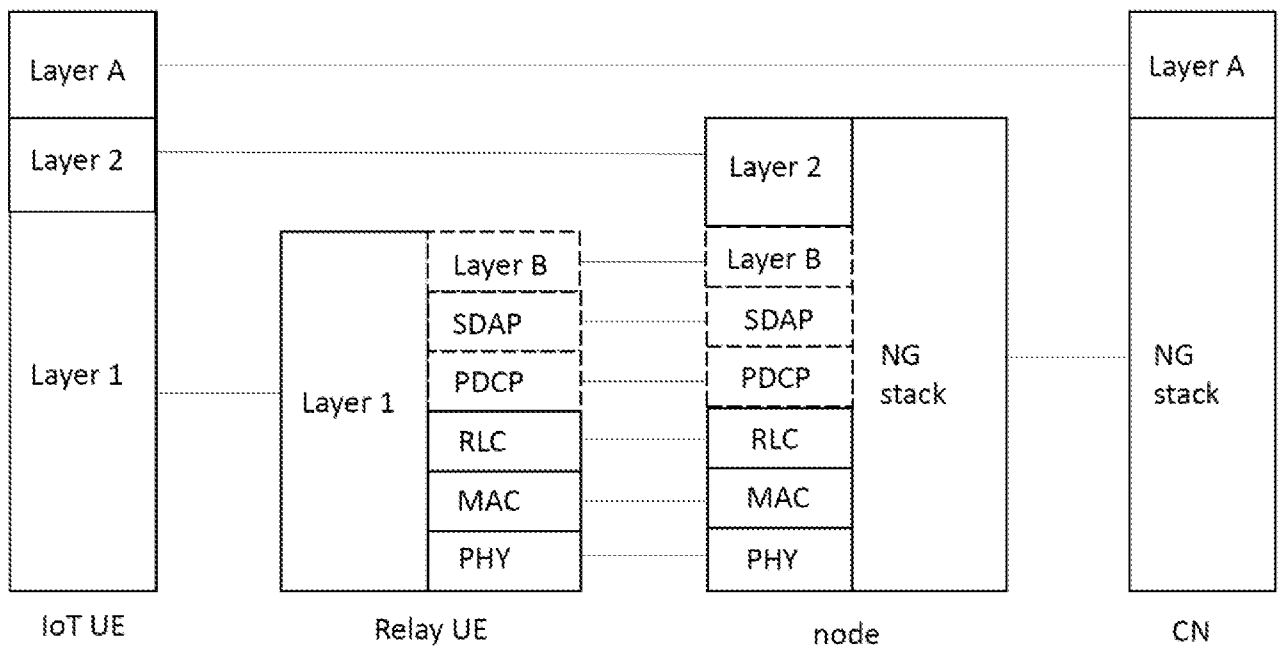 Layer A
Layer 2
Layer 1
IoT UE
Layer 1
Layer B
SDAP
PDCP
RLC
MAC
PHY
Relay UE
Layer 2
Layer B
SDAP
PDCP
RLC
MAC
PHY
NG
stack
node
Layer A
NG
stack
CN